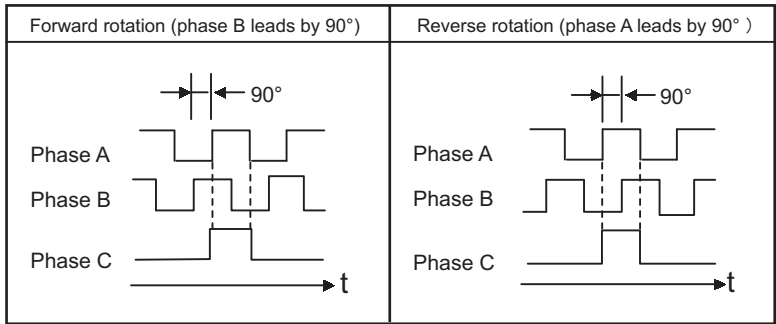 Forward rotation (phase B leads by 90°)
90°
Phase A
Phase B
Phase C
t
Reverse rotation (phase A leads by 90° ）
90°
Phase A
Phase B
Phase C
t